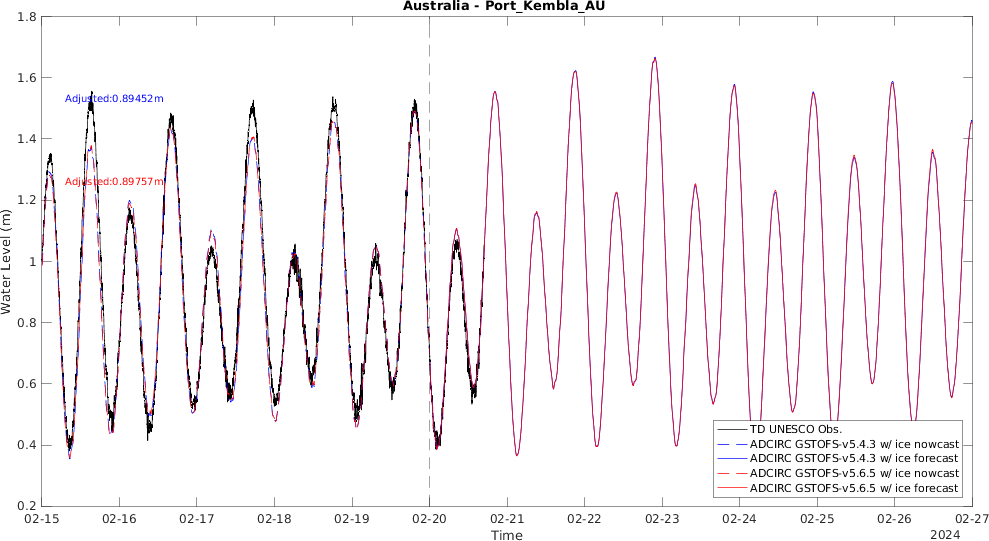 Australia - Port_Kembla_AU
1.8
1.6
1.4
1.2
1
0.8
0.6
0.4
0.2
Water Level (m)
Adjusted:0.89452m
Adjusted:0.89757m
TD UNESCO Obs.
ADCIRC GSTOFS-v5.4.3 w/ ice nowcast
ADCIRC GSTOFS-v5.4.3 w/ ice forecast
ADCIRC GSTOFS-v5.6.5 w/ ice nowcast
ADCIRC GSTOFS-v5.6.5 w/ ice forecast
02-15 02-16 02-17 02-18 02-19 02-20 02-21 02-22 02-23 02-24 02-25 02-26 02-27
Time
2024